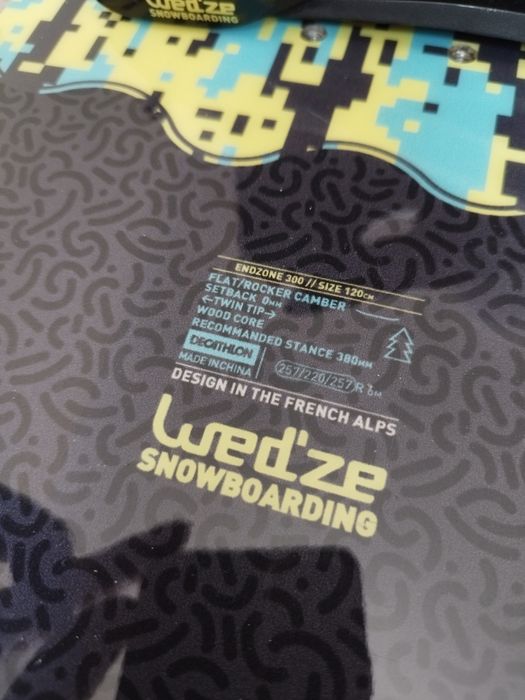 wed'ze
SNOWBOARDING
ENDZONE 300 // SIZE 120CM
FLAT/ROCKER CAMBER
SETBACK 0MM
←TWIN TIP→
WOOD CORE
RECOMMANDED STANCE 380MM
DECATHLON
MADE IN CHINA
257/220/257 R 6M
DESIGN IN THE FRENCH ALPS
wed'ze
SNOWBOARDING